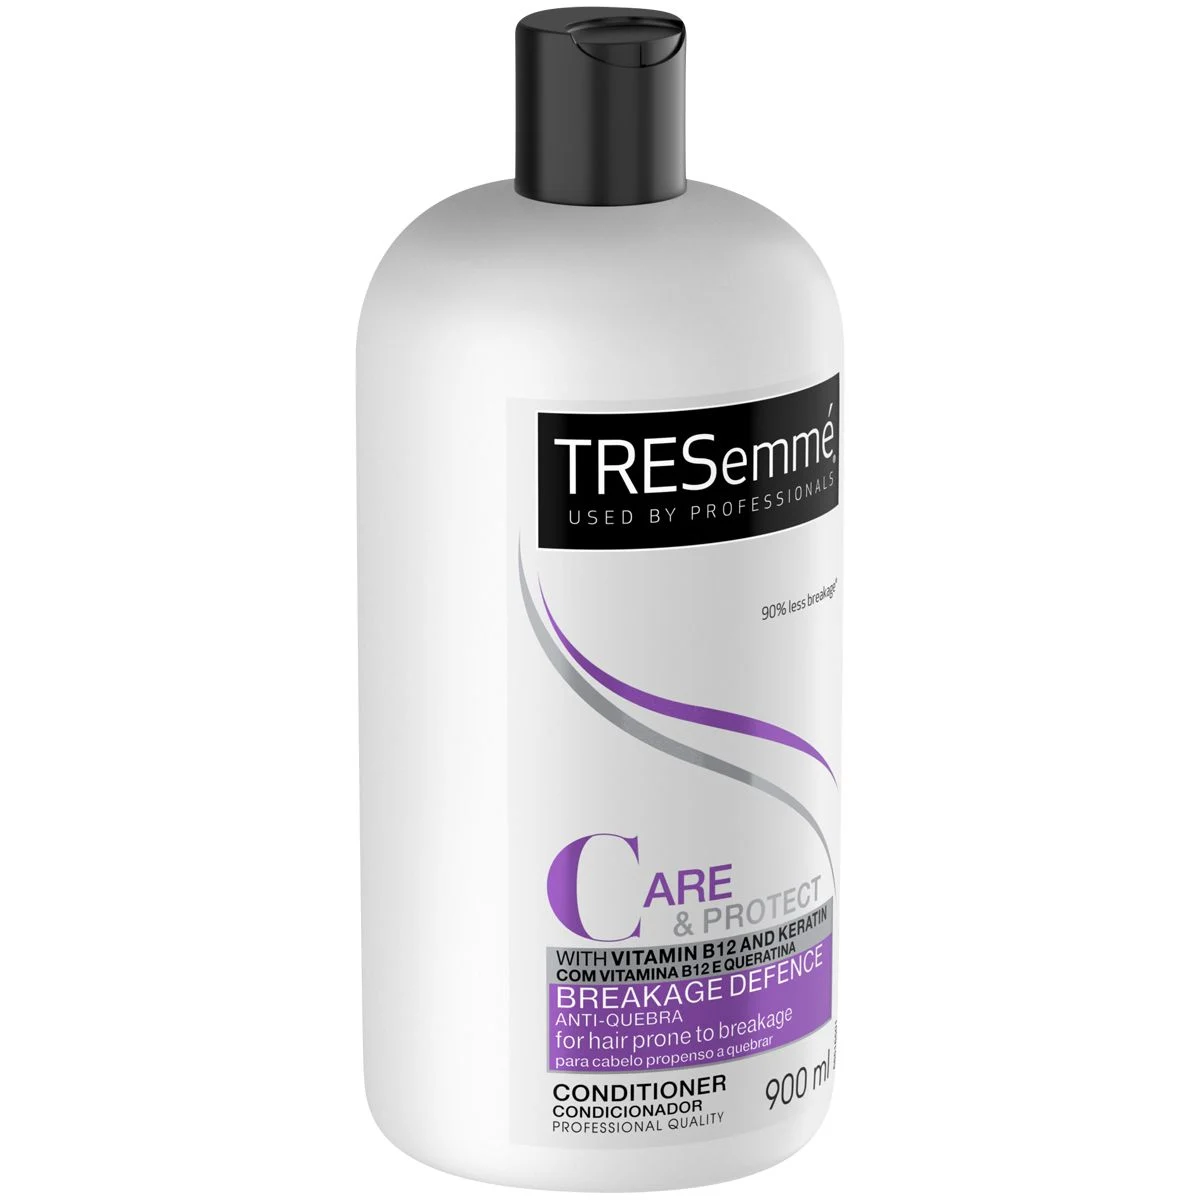 TRESemmé®
USED BY PROFESSIONALS
90% less breakage*
CARE
& PROTECT
WITH VITAMIN B12 AND KERATIN
COM VITAMINA B12 E QUERATINA
BREAKAGE DEFENCE
ANTI-QUEBRA
for hair prone to breakage
para cabelo propenso a quebrar
CONDITIONER
CONDICIONADOR
PROFESSIONAL QUALITY
900 ml